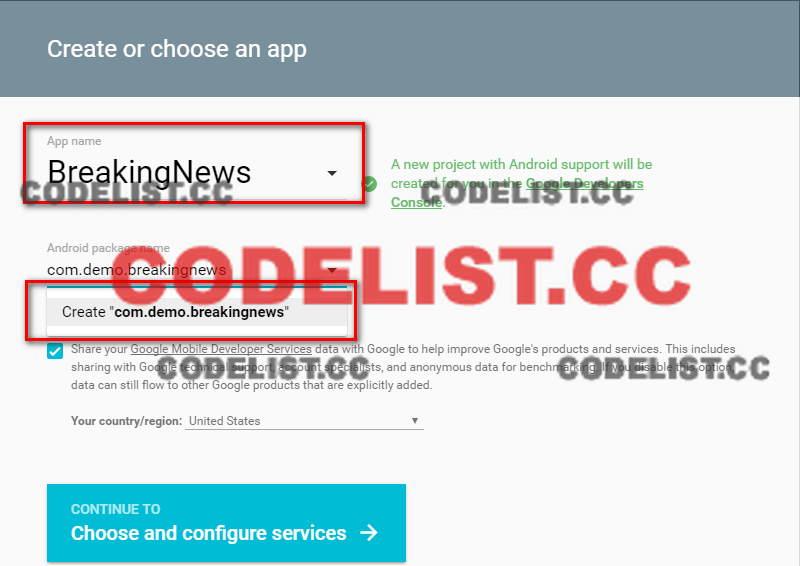 Create or choose an app
App name
BreakingNews
A new project with Android support will be
created for you in the Google Developers
Console.
CODELIST.CC
CODELIST.CC
Android package name
com.demo.breakingnews
CODELIST.CC
Create "com.demo.breakingnews"
Share your Google Mobile Developer Services data with Google to help improve Google's products and services. This includes
sharing with Google technical support, account specialists, and anonymous data for benchmarking. If you disable this option,
data can still flow to other Google products that are explicitly added.
CODELIST.CC
CODELIST.CC
Your country/region: United States
CONTINUE TO
Choose and configure services